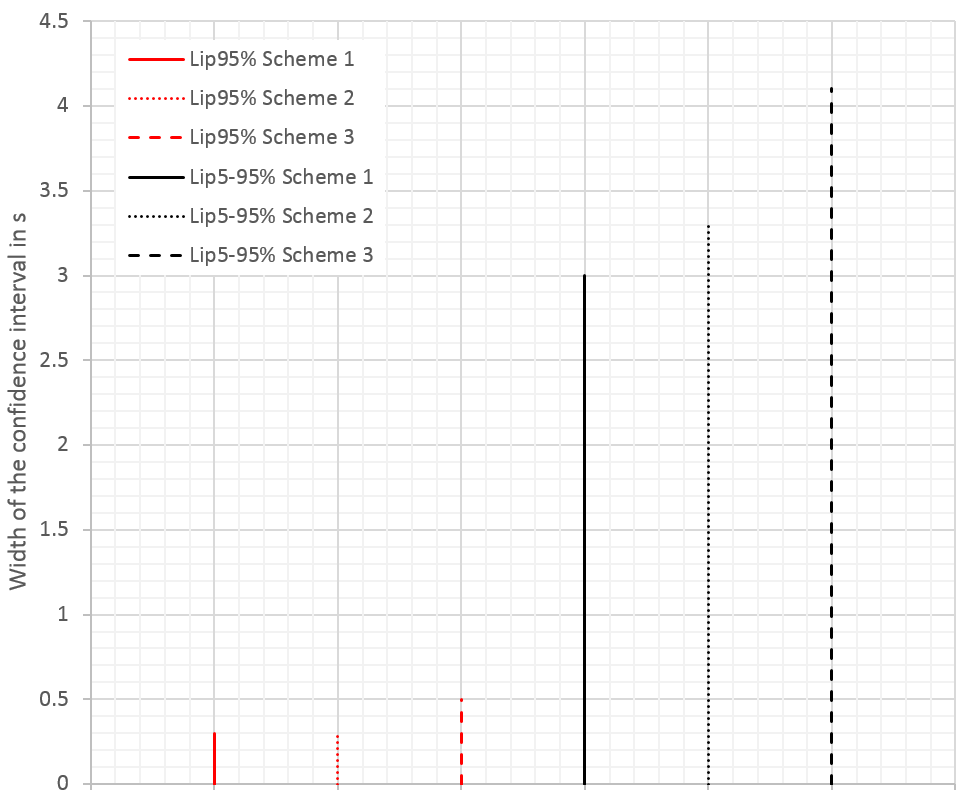 4.5
4
3.5
3
2.5
2
1.5
1
0.5
0
Width of the confidence interval in s
Lip95% Scheme 1
Lip95% Scheme 2
Lip95% Scheme 3
Lip5-95% Scheme 1
Lip5-95% Scheme 2
Lip5-95% Scheme 3